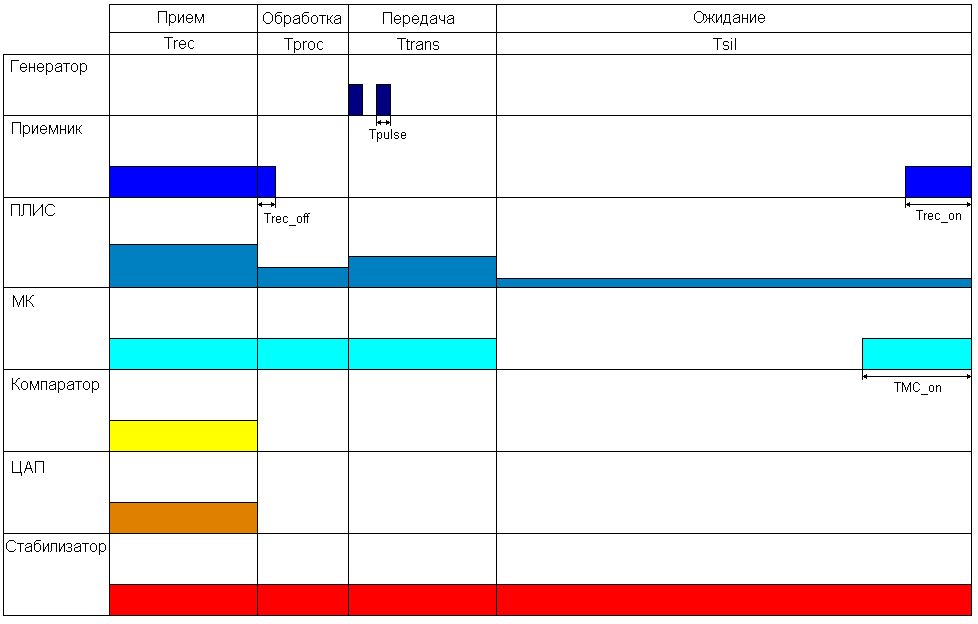 Прием Обработка Передача Ожидание
Trec Tproc Ttrans Tsil
Генератор
Tpulse
Приемник
Trec_off Trec_on
ПЛИС
МК
TMC_on
Компаратор
ЦАП
Стабилизатор